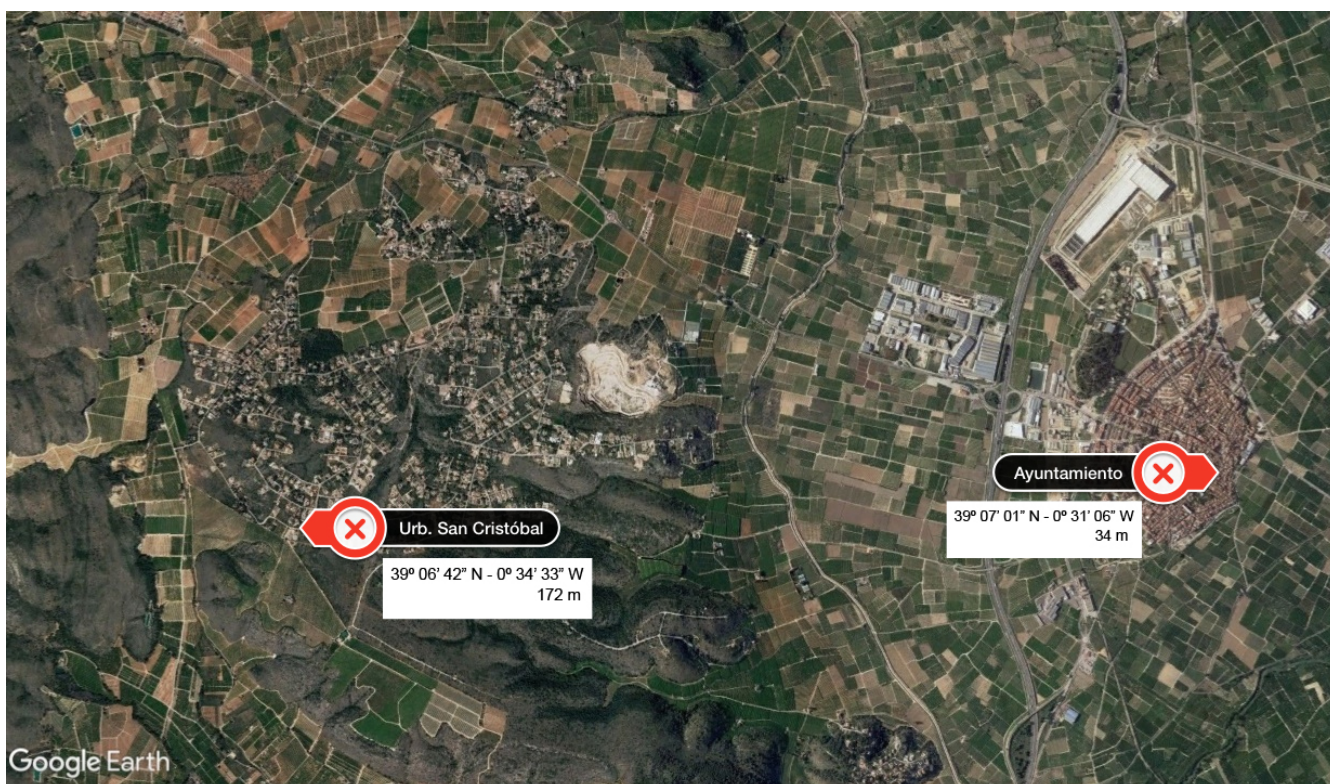 Ayuntamiento
39º 07’ 01” N - 0º 31’ 06” W
34 m
Urb. San Cristóbal
39º 06’ 42” N - 0º 34’ 33” W
172 m
Google Earth